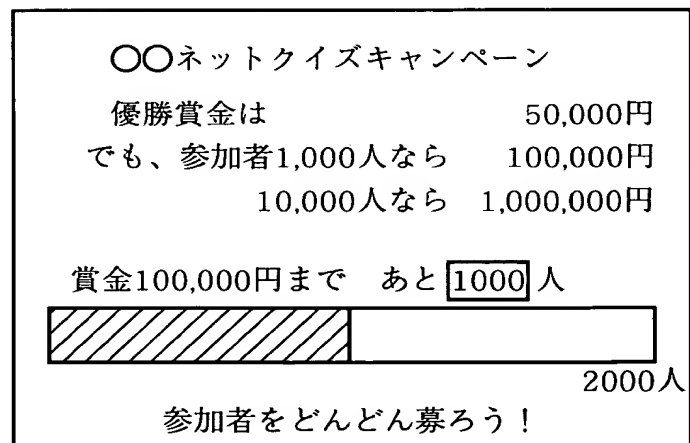 ○○ネットクイズキャンペーン
優勝賞金は 50,000円
でも、参加者1,000人なら 100,000円
10,000人なら 1,000,000円
賞金100,000円まで あと 1000 人
2000人
参加者をどんどん募ろう！